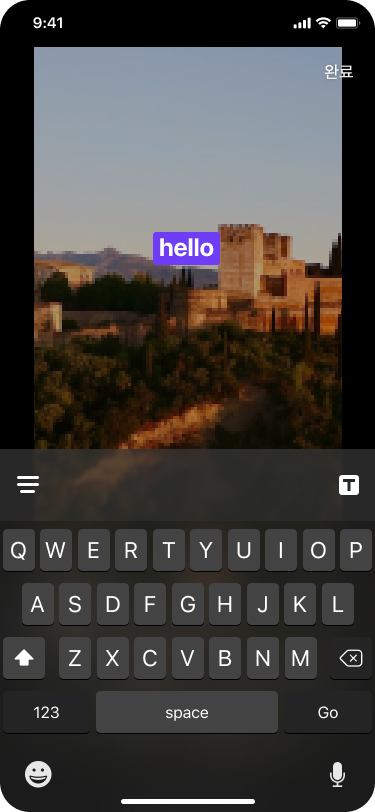 9:41
완료
hello
T
Q W E R T Y U I O P
A S D F G H J K L
Z X C V B N M
123 space Go